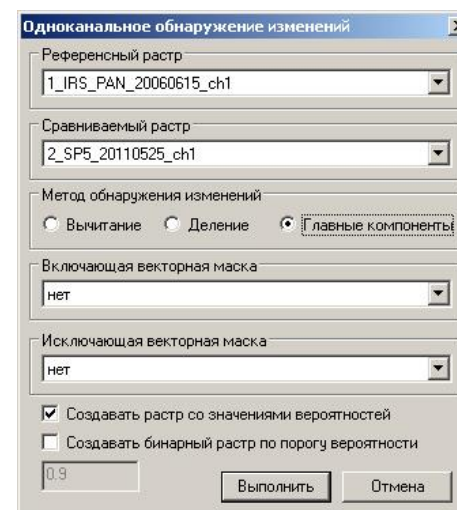 Одноканальное обнаружение изменений
Референсный растр
1_IRS_PAN_20060615_ch1
Сравниваемый растр
2_SP5_20110525_ch1
Метод обнаружения изменений
Вычитание Деление Главные компоненты
Включающая векторная маска
нет
Исключающая векторная маска
нет
Создавать растр со значениями вероятностей
Создавать бинарный растр по порогу вероятности
0.9
Выполнить Отмена